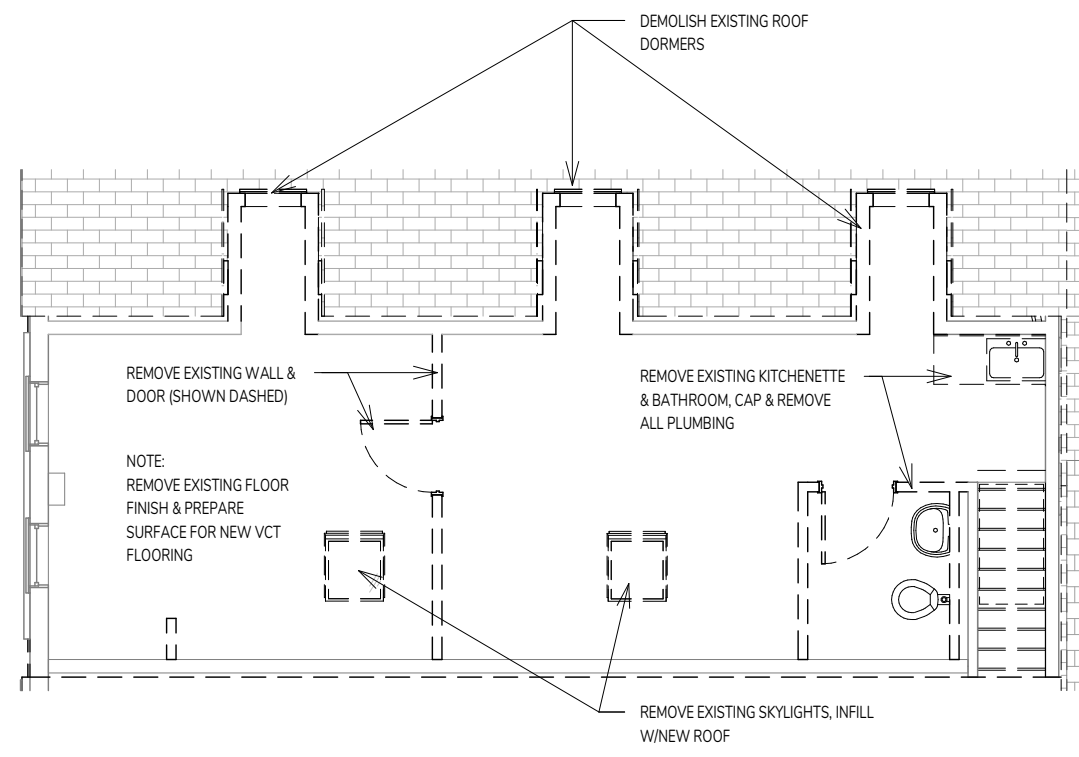 DEMOLISH EXISTING ROOF
DORMERS
REMOVE EXISTING WALL &
DOOR (SHOWN DASHED)
NOTE:
REMOVE EXISTING FLOOR
FINISH & PREPARE
SURFACE FOR NEW VCT
FLOORING
REMOVE EXISTING KITCHENETTE
& BATHROOM, CAP & REMOVE
ALL PLUMBING
REMOVE EXISTING SKYLIGHTS, INFILL
W/NEW ROOF